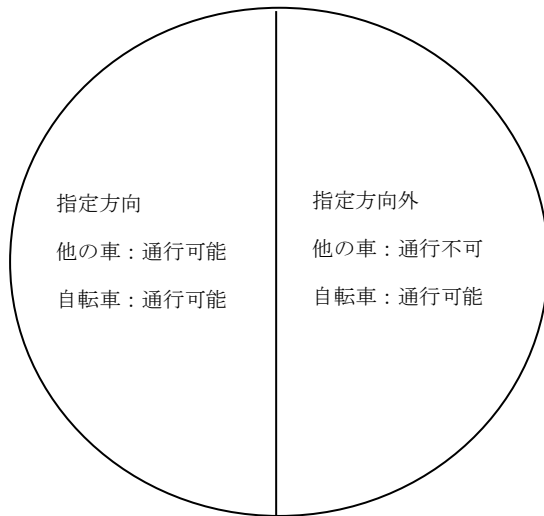 指定方向
他の車：通行可能
自転車：通行可能
指定方向外
他の車：通行不可
自転車：通行可能